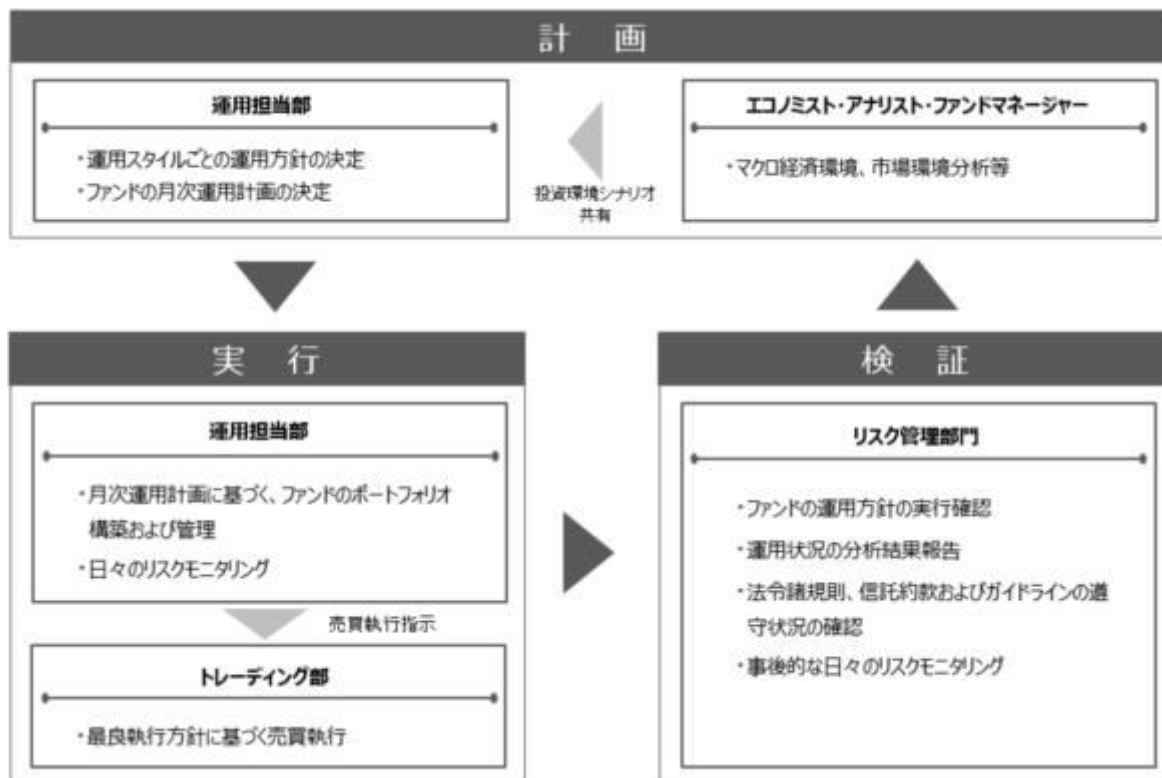 計 画
運用担当部
・運用スタイルごとの運用方針の決定
・ファンドの月次運用計画の決定
投資環境シナリオ
共有
エコノミスト・アナリスト・ファンドマネージャー
・マクロ経済環境、市場環境分析等
実 行
運用担当部
・月次運用計画に基づく、ファンドのポートフォリオ
構築および管理
・日々のリスクモニタリング
売買執行指示
トレーディング部
・最良執行方針に基づく売買執行
検 証
リスク管理部門
・ファンドの運用方針の実行確認
・運用状況の分析結果報告
・法令諸規則、信託約款およびガイドラインの遵
守状況の確認
・事後的な日々のリスクモニタリング